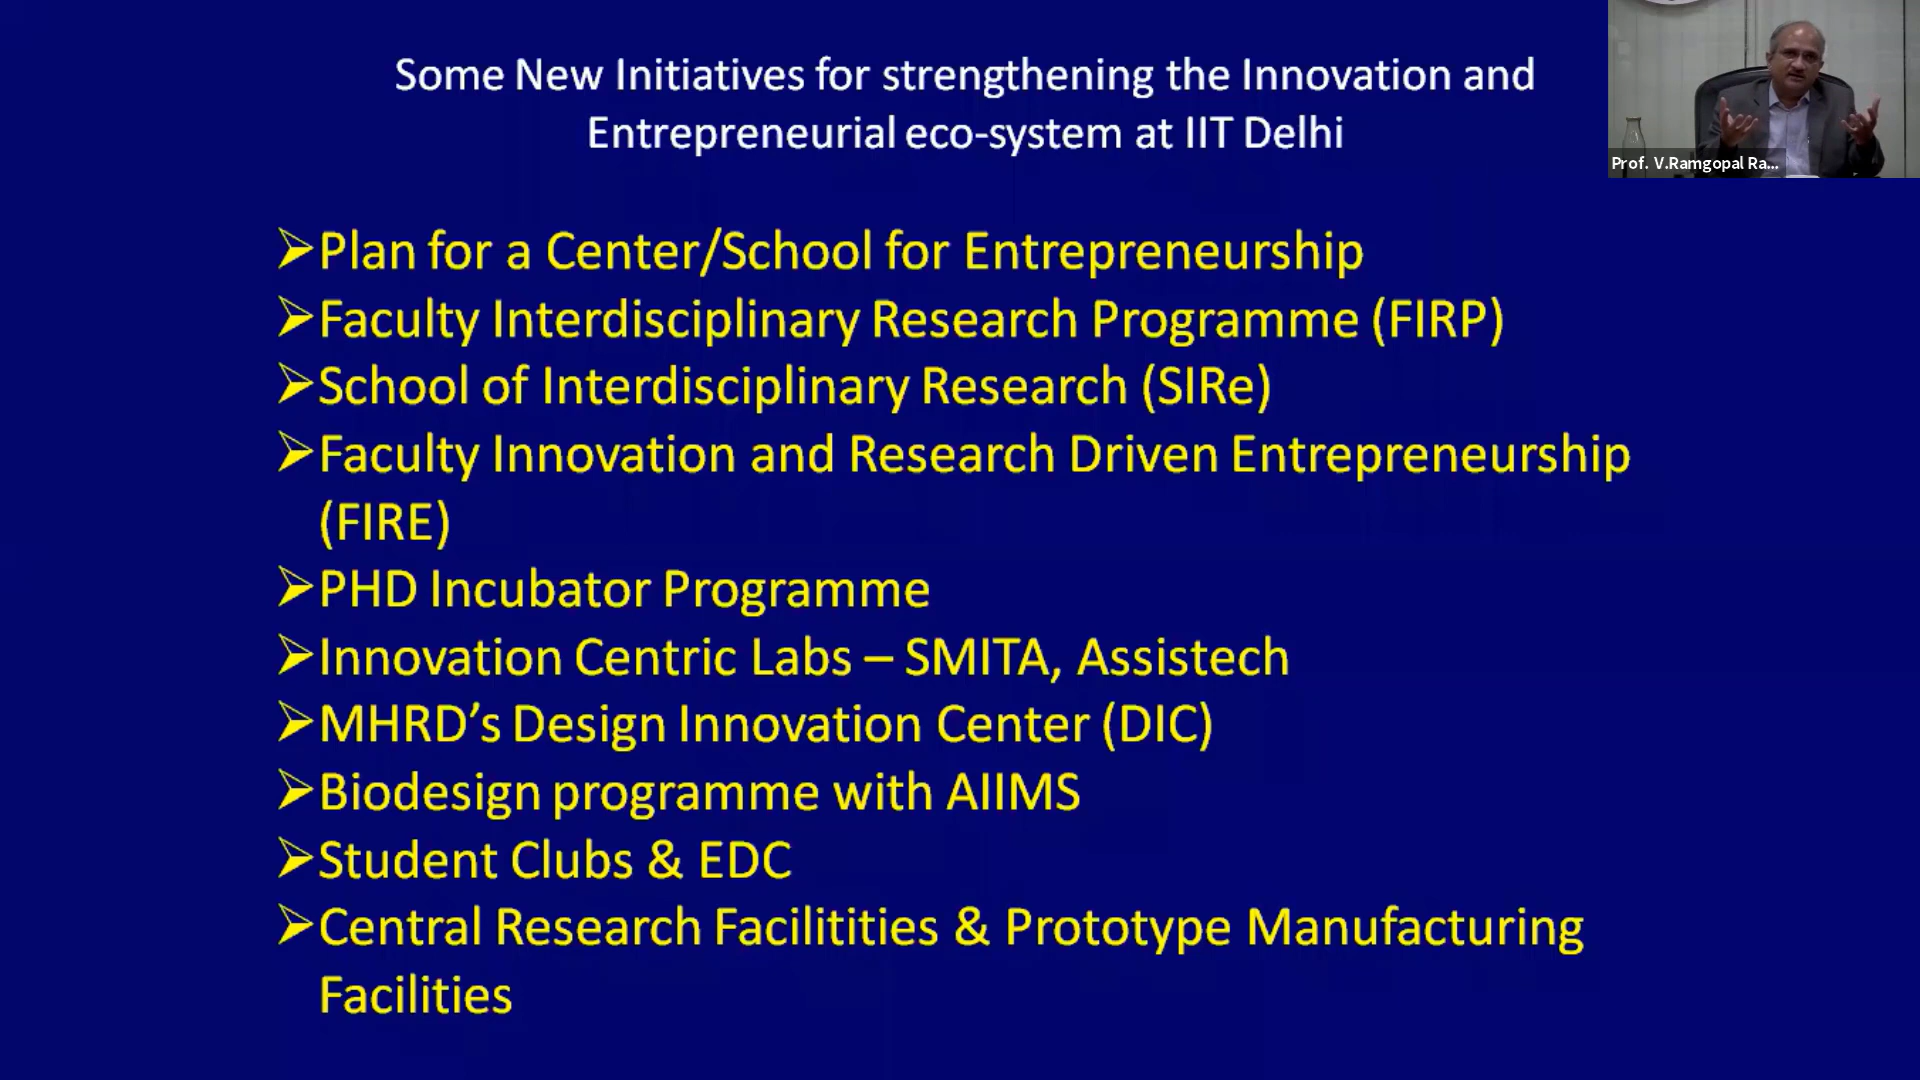 Some New Initiatives for strengthening the Innovation and
Entrepreneurial eco-system at IIT Delhi
Prof. V.Ramgopal Ra...
➢Plan for a Center/School for Entrepreneurship
➢Faculty Interdisciplinary Research Programme (FIRP)
➢School of Interdisciplinary Research (SIRe)
➢Faculty Innovation and Research Driven Entrepreneurship
(FIRE)
➢PHD Incubator Programme
➢Innovation Centric Labs – SMITA, Assistech
➢MHRD’s Design Innovation Center (DIC)
➢Biodesign programme with AIIMS
➢Student Clubs & EDC
➢Central Research Facilitities & Prototype Manufacturing
Facilities